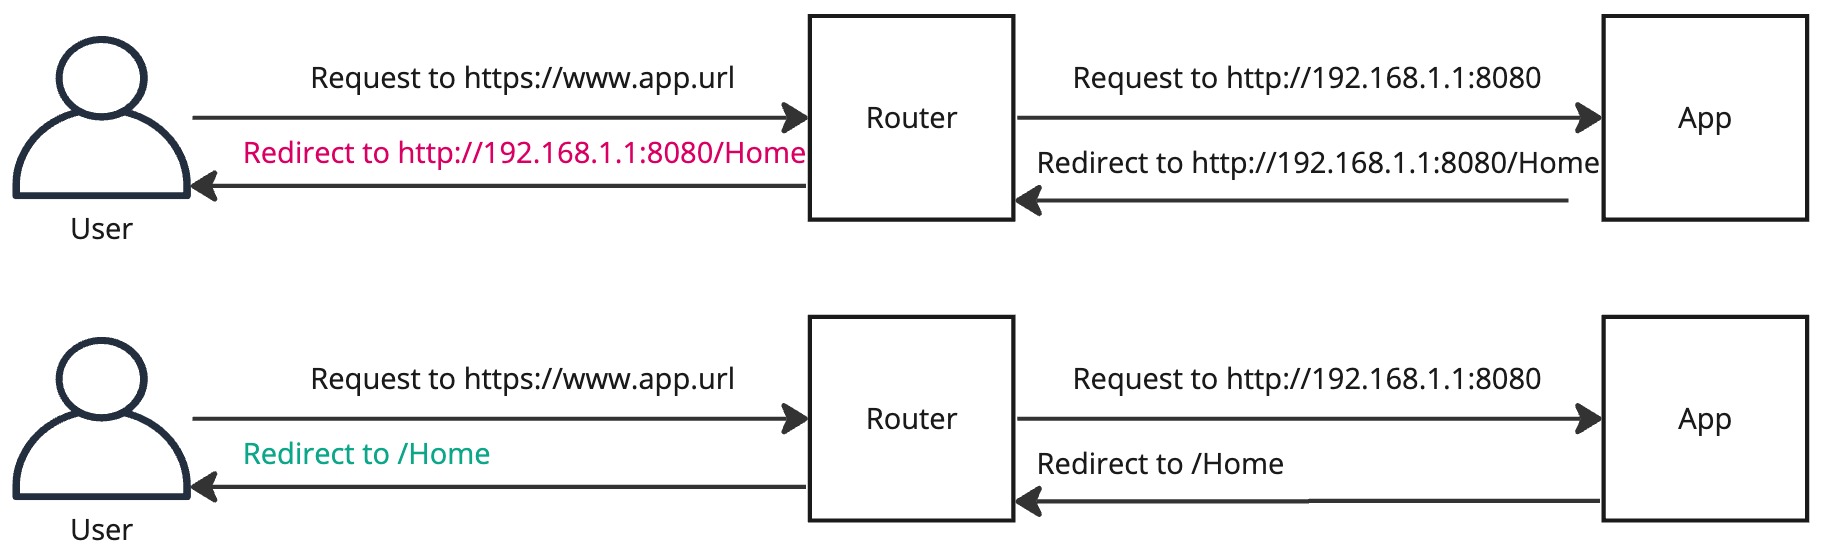 Request to https://www.app.url
Request to http://192.168.1.1:8080
Router
App
Redirect to http://192.168.1.1:8080/Home
Redirect to http://192.168.1.1:8080/Home
User
Request to https://www.app.url
Request to http://192.168.1.1:8080
Router
App
Redirect to /Home
Redirect to /Home
User